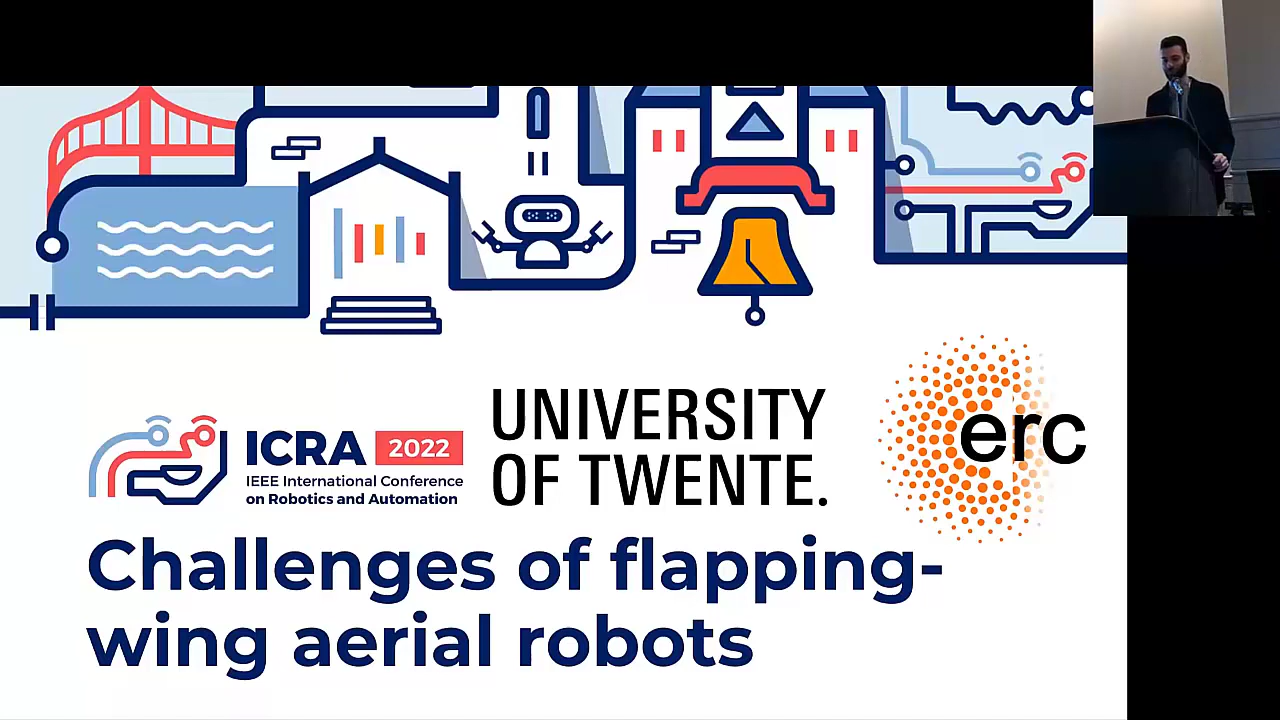 ICRA 2022
IEEE International Conference
on Robotics and Automation
UNIVERSITY
OF TWENTE.
erc
Challenges of flapping-
wing aerial robots